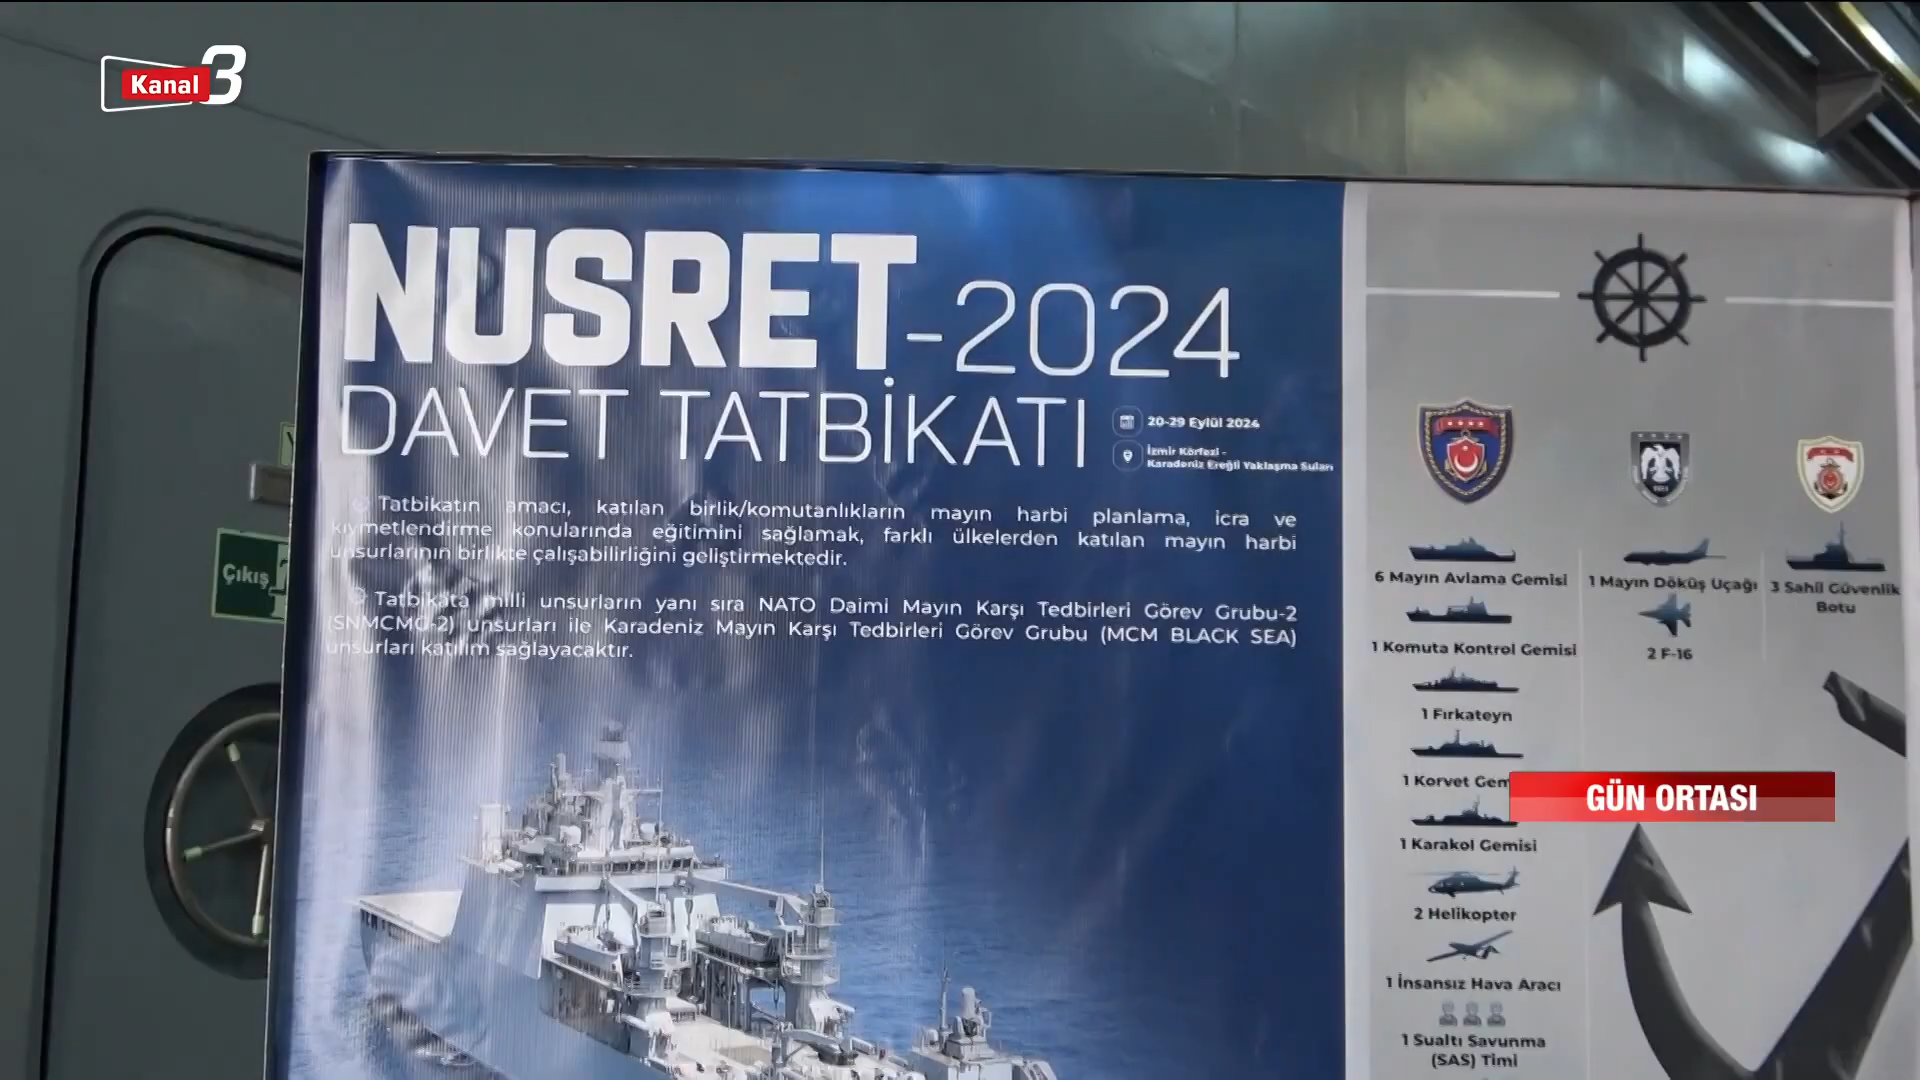 Kanal 3
NUSRET-2024
DAVET TATBİKATI
20-29 Eylül 2024
İzmir Körfezi -
Karadeniz Ereğli Yaklaşma Suları
Tatbikatın amacı, katılan birlik/komutanlıkların mayın harbi planlama, icra ve
kıymetlendirme konularında eğitimini sağlamak, farklı ülkelerden katılan mayın harbi
unsurlarının birlikte çalışabilirliğini geliştirmektedir.
Tatbikata milli unsurların yanı sıra NATO Daimi Mayın Karşı Tedbirleri Görev Grubu-2
(SNMCMG-2) unsurları ile Karadeniz Mayın Karşı Tedbirleri Görev Grubu (MCM BLACK SEA)
unsurları katılım sağlayacaktır.
6 Mayın Avlama Gemisi
1 Komuta Kontrol Gemisi
1 Fırkateyn
1 Korvet Gem
1 Karakol Gemisi
2 Helikopter
1 İnsansız Hava Aracı
1 Sualtı Savunma
(SAS) Timi
1 Mayın Döküş Uçağı
2 F-16
3 Sahil Güvenlik
Botu
GÜN ORTASI
Çıkış